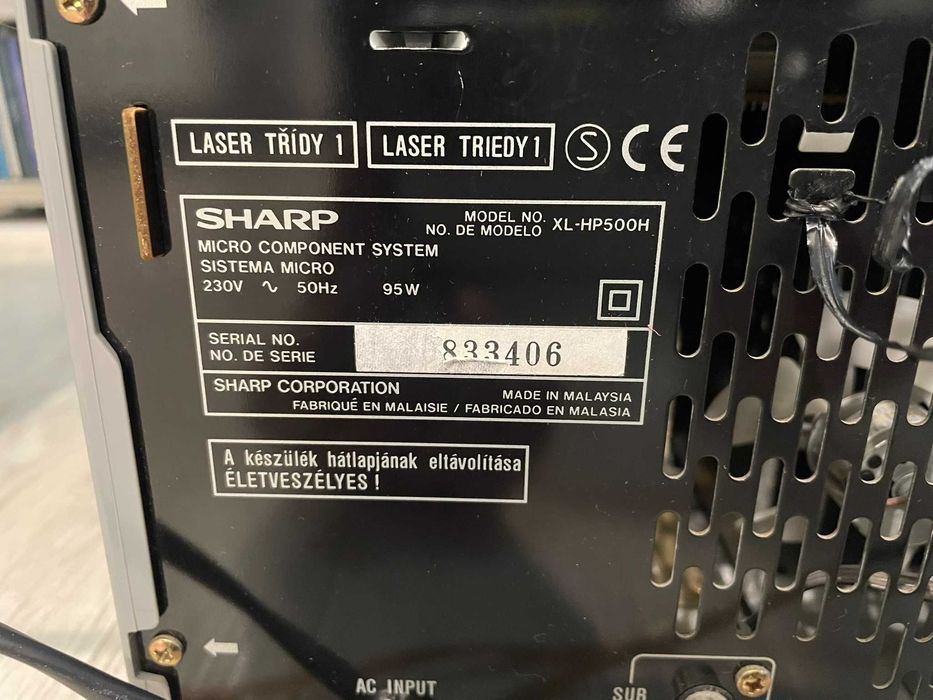 LASER TŘÍDY 1
LASER TRIEDY 1
S CE
SHARP
MODEL NO.
NO. DE MODELO XL-HP500H
MICRO COMPONENT SYSTEM
SISTEMA MICRO
230V ∿ 50Hz 95W
SERIAL NO.
NO. DE SERIE
833406
SHARP CORPORATION
MADE IN MALAYSIA
FABRIQUÉ EN MALAISIE / FABRICADO EN MALASIA
A készülék hátlapjának eltávolítása
ÉLETVESZÉLYES !
AC INPUT
SUB